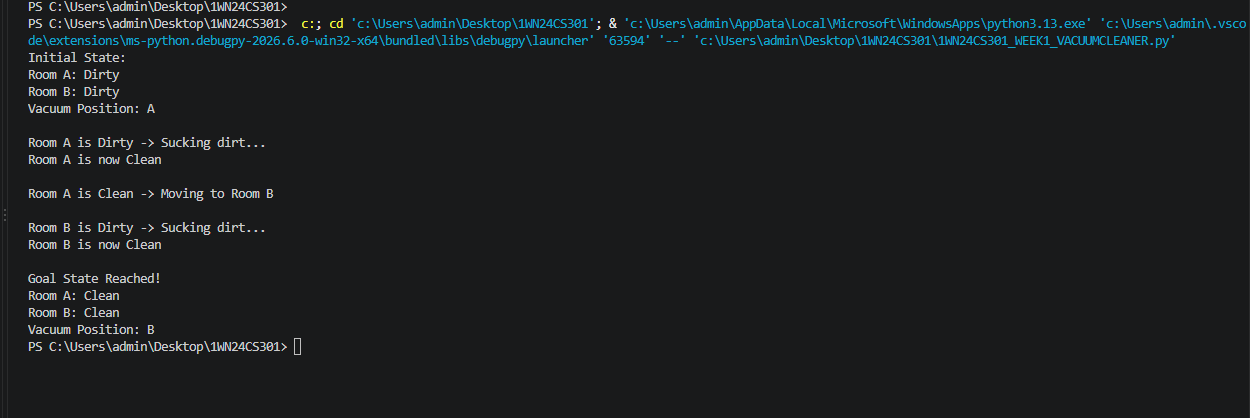 PS C:\Users\admin\Desktop\1WN24CS301>
PS C:\Users\admin\Desktop\1WN24CS301>  c:; cd 'c:\Users\admin\Desktop\1WN24CS301'; & 'c:\Users\admin\AppData\Local\Microsoft\WindowsApps\python3.13.exe' 'c:\Users\admin\.vsco
de\extensions\ms-python.debugpy-2026.6.0-win32-x64\bundled\libs\debugpy\launcher' '63594' '--' 'c:\Users\admin\Desktop\1WN24CS301\1WN24CS301_WEEK1_VACUUMCLEANER.py'
Initial State:
Room A: Dirty
Room B: Dirty
Vacuum Position: A
Room A is Dirty -> Sucking dirt...
Room A is now Clean
Room A is Clean -> Moving to Room B
Room B is Dirty -> Sucking dirt...
Room B is now Clean
Goal State Reached!
Room A: Clean
Room B: Clean
Vacuum Position: B
PS C:\Users\admin\Desktop\1WN24CS301>